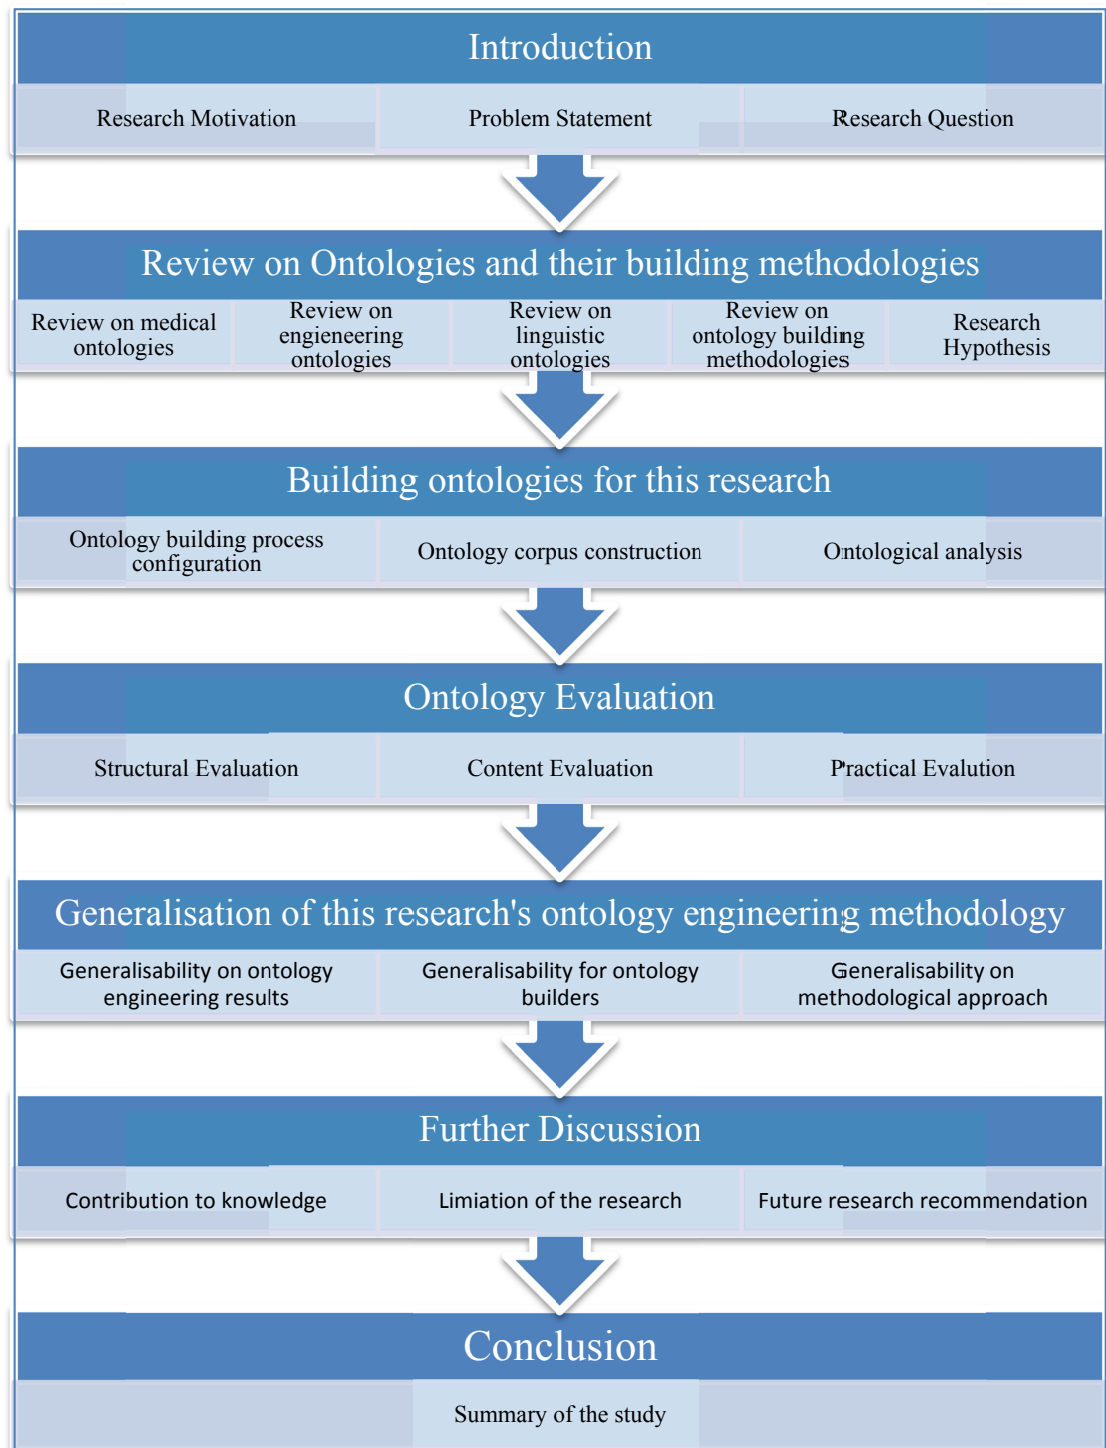 Introduction
Research Motivation
Problem Statement
Research Question
Review on Ontologies and their building methodologies
Review on medical
ontologies
Review on
engieneering
ontologies
Review on
linguistic
ontologies
Review on
ontology building
methodologies
Research
Hypothesis
Building ontologies for this research
Ontology building process
configuration
Ontology corpus construction
Ontological analysis
Ontology Evaluation
Structural Evaluation
Content Evaluation
Practical Evalution
Generalisation of this research's ontology engineering methodology
Generalisability on ontology
engineering results
Generalisability for ontology
builders
Generalisability on
methodological approach
Further Discussion
Contribution to knowledge
Limiation of the research
Future research recommendation
Conclusion
Summary of the study